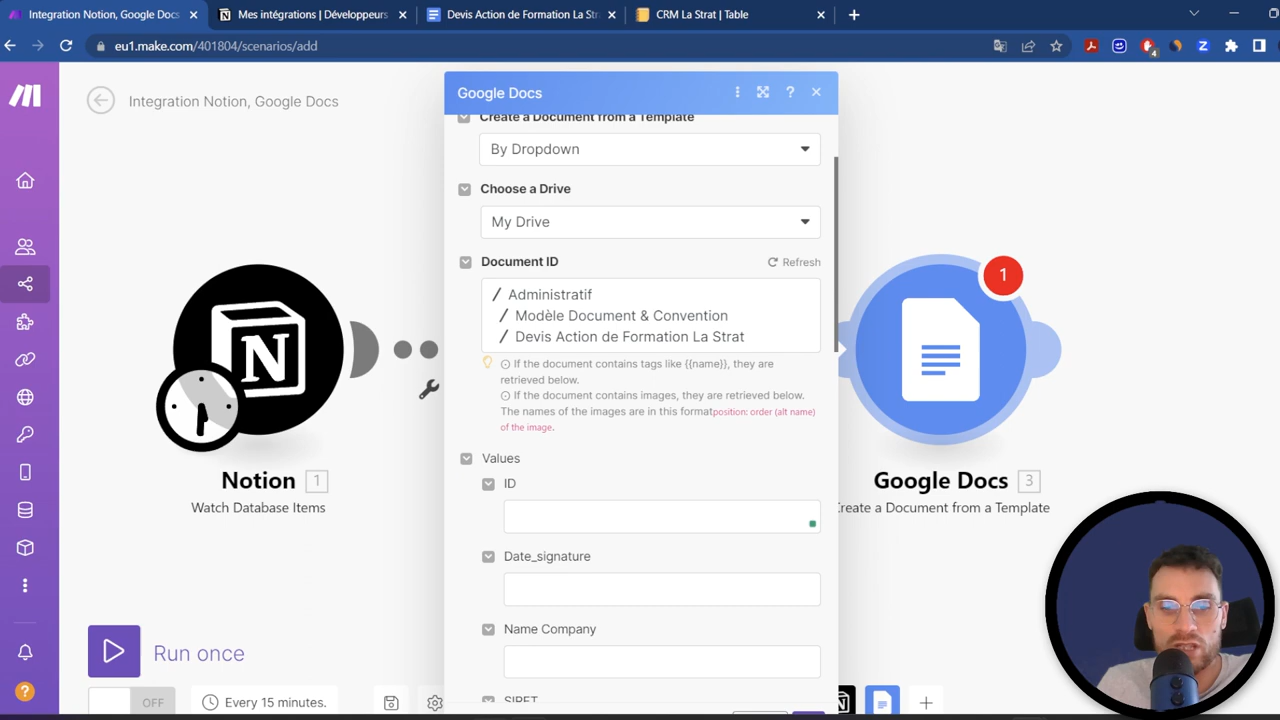 Integration Notion, Google Docs
Mes intégrations | Développeurs
Devis Action de Formation La Str
CRM La Strat | Table
eu1.make.com/401804/scenarios/add
4
Integration Notion, Google Docs
Google Docs
Create a Document from a Template
By Dropdown
Choose a Drive
My Drive
Document ID
Refresh
/ Administratif
/ Modèle Document & Convention
/ Devis Action de Formation La Strat
If the document contains tags like {{name}}, they are
retrieved below.
If the document contains images, they are retrieved below.
The names of the images are in this formatposition: order (alt name)
of the image.
Values
ID
Date_signature
Name Company
SIRET
N
Notion 1
Watch Database Items
1
Google Docs 3
Create a Document from a Template
Run once
OFF
Every 15 minutes.